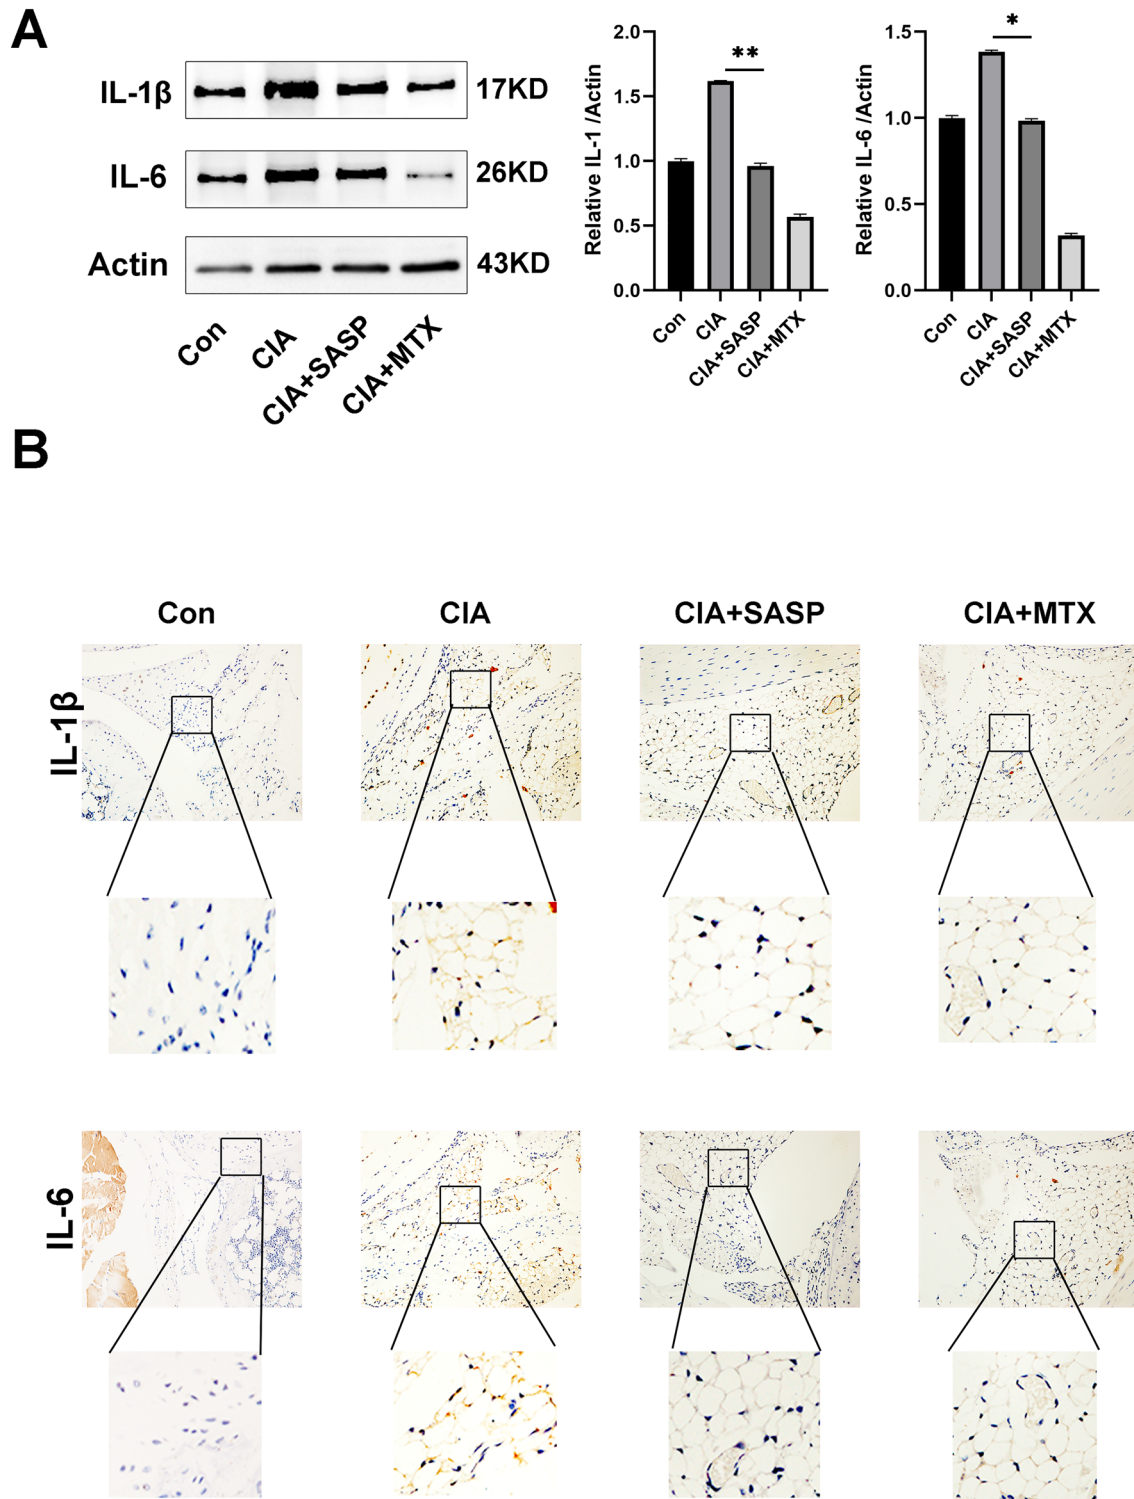 A
IL-1β
17KD
IL-6
26KD
Actin
43KD
Con
CIA
CIA+SASP
CIA+MTX
Relative IL-1 /Actin
2.0
1.5
1.0
0.5
0.0
**
Con
CIA
CIA+SASP
CIA+MTX
Relative IL-6 /Actin
1.5
1.0
0.5
0.0
*
Con
CIA
CIA+SASP
CIA+MTX
B
Con
CIA
CIA+SASP
CIA+MTX
IL-1β
IL-6